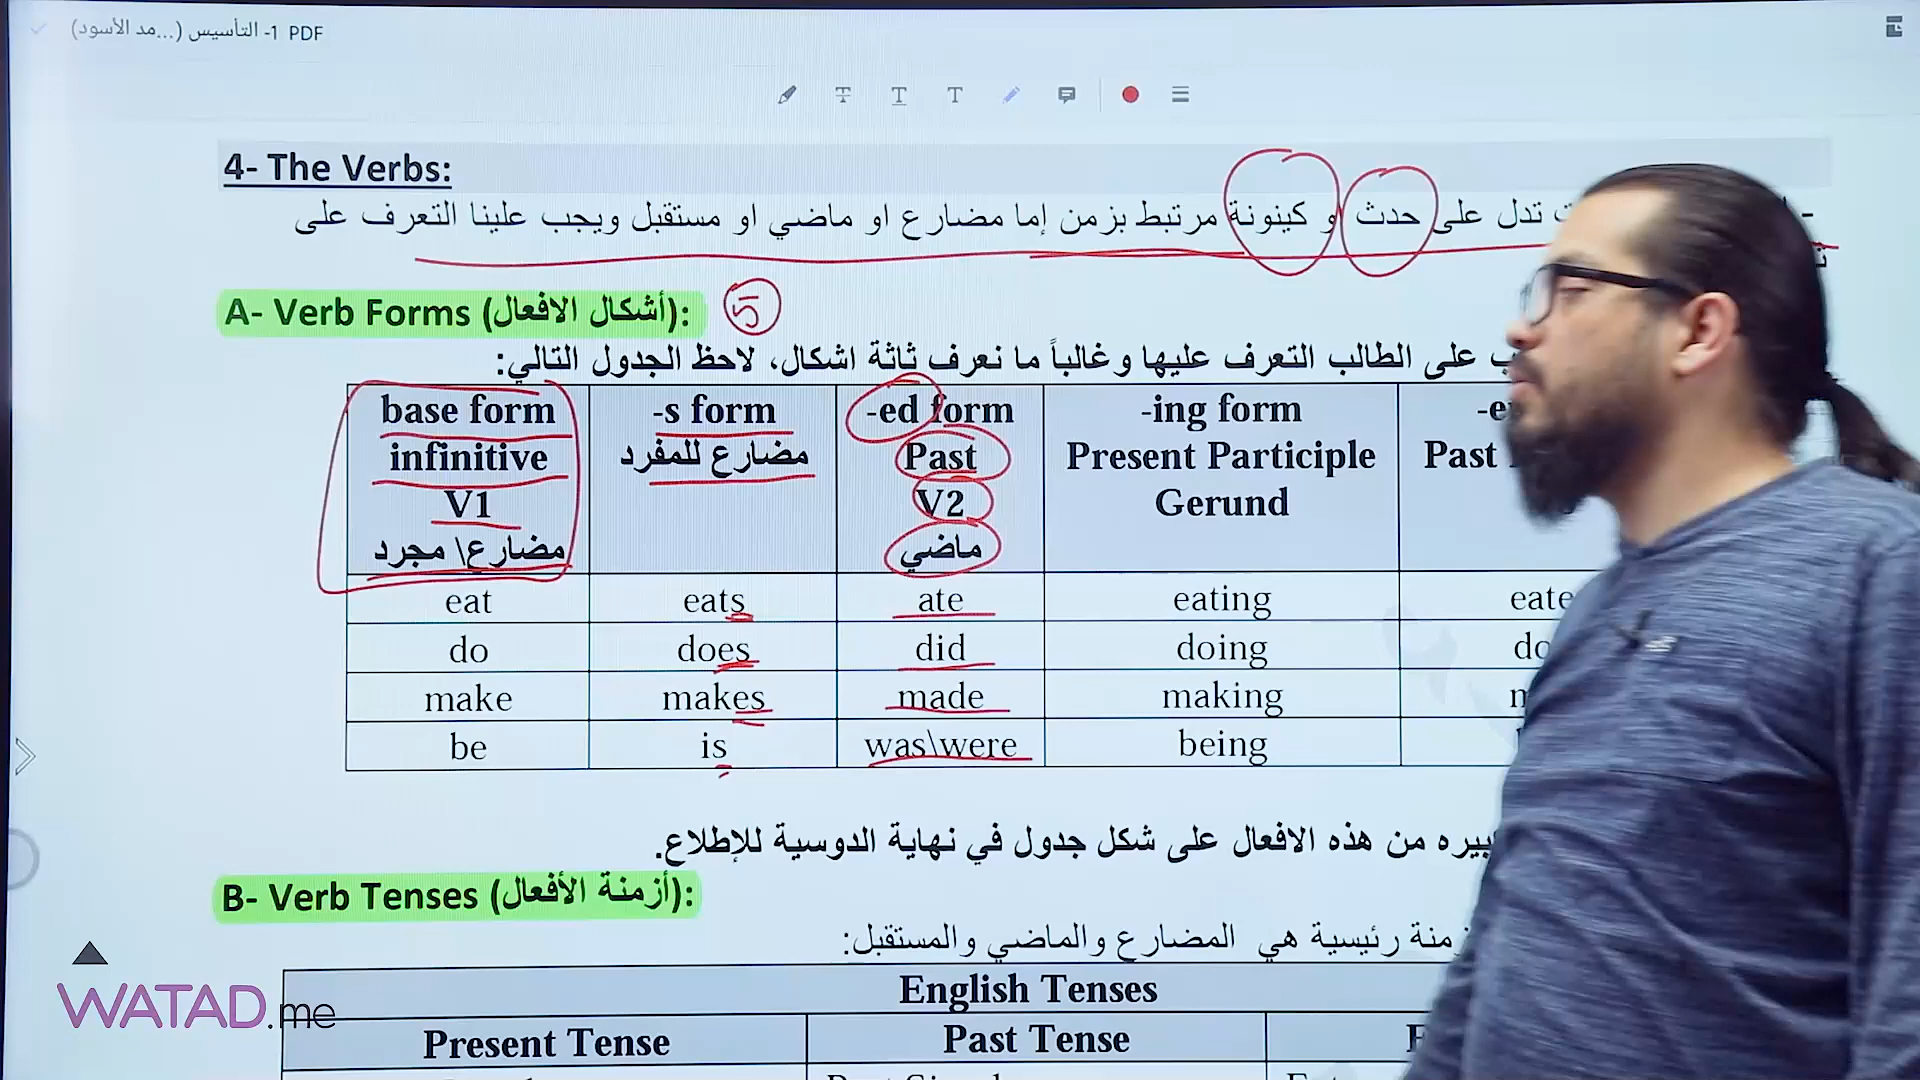 1- التأسيس (...مد الأسود) PDF
4- The Verbs:
تدل على حدث و كينونة مرتبط بزمن إما مضارع او ماضي او مستقبل ويجب علينا التعرف على
A- Verb Forms (أشكال الافعال): 5
على الطالب التعرف عليها وغالباً ما نعرف ثاثة اشكال، لاحظ الجدول التالي:
base form -s form -ed form -ing form
infinitive مضارع للمفرد Past Present Participle Past
V1 V2 Gerund
مضارع\ مجرد ماضي
eat eats ate eating
do does did doing
make makes made making
be is was\were being
من هذه الافعال على شكل جدول في نهاية الدوسية للإطلاع.
B- Verb Tenses (أزمنة الأفعال):
رئيسية هي المضارع والماضي والمستقبل:
English Tenses
Present Tense Past Tense
WATAD.me